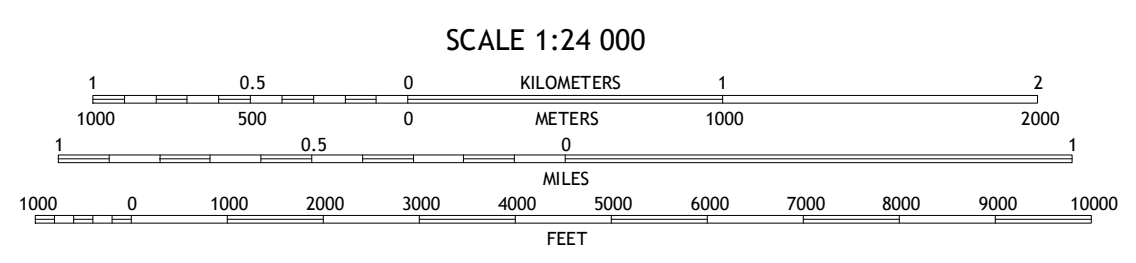 SCALE 1:24 000
1 0.5 0 KILOMETERS 1 2
1000 500 0 METERS 1000 2000
1 0.5 0 1
MILES
1000 0 1000 2000 3000 4000 5000 6000 7000 8000 9000 10000
FEET